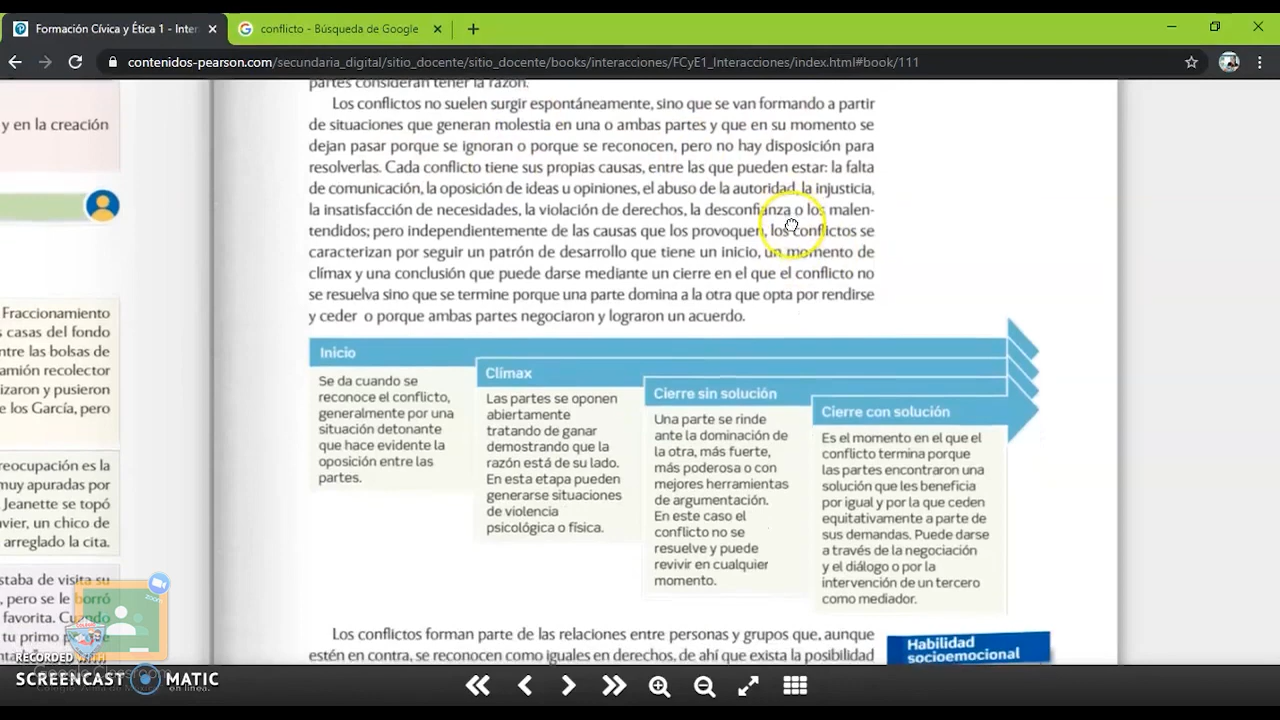 Formación Cívica y Ética 1 - Inter
conflicto - Búsqueda de Google
contenidos-pearson.com/secundaria_digital/sitio_docente/sitio_docente/books/interacciones/FCyE1_Interacciones/index.html#book/111
partes consideran tener la razón.
Los conflictos no suelen surgir espontáneamente, sino que se van formando a partir
de situaciones que generan molestia en una o ambas partes y que en su momento se
dejan pasar porque se ignoran o porque se reconocen, pero no hay disposición para
resolverlas. Cada conflicto tiene sus propias causas, entre las que pueden estar: la falta
de comunicación, la oposición de ideas u opiniones, el abuso de la autoridad, la injusticia,
la insatisfacción de necesidades, la violación de derechos, la desconfianza o los malen-
tendidos; pero independientemente de las causas que los provoquen, los conflictos se
caracterizan por seguir un patrón de desarrollo que tiene un inicio, un momento de
clímax y una conclusión que puede darse mediante un cierre en el que el conflicto no
se resuelva sino que se termine porque una parte domina a la otra que opta por rendirse
y ceder o porque ambas partes negociaron y lograron un acuerdo.
y en la creación
Fraccionamiento
casas del fondo
ntre las bolsas de
amión recolector
izaron y pusieron
e los García, pero
reocupación es la
muy apuradas por
Jeanette se topó
vier, un chico de
arreglado la cita.
staba de visita su
, pero se le borró
favorita. Cuando
tu primo
Inicio
Se da cuando se
reconoce el conflicto,
generalmente por una
situación detonante
que hace evidente la
oposición entre las
partes.
Clímax
Las partes se oponen
abiertamente
tratando de ganar
demostrando que la
razón está de su lado.
En esta etapa pueden
generarse situaciones
de violencia
psicológica o física.
Cierre sin solución
Una parte se rinde
ante la dominación de
la otra, más fuerte,
más poderosa o con
mejores herramientas
de argumentación.
En este caso el
conflicto no se
resuelve y puede
revivir en cualquier
momento.
Cierre con solución
Es el momento en el que el
conflicto termina porque
las partes encontraron una
solución que les beneficia
por igual y por la que ceden
equitativamente a parte de
sus demandas. Puede darse
a través de la negociación
y el diálogo o por la
intervención de un tercero
como mediador.
Los conflictos forman parte de las relaciones entre personas y grupos que, aunque
estén en contra, se reconocen como iguales en derechos, de ahí que exista la posibilidad
Habilidad
socioemocional
zoom
RECORDED WITH
SCREENCAST MATIC